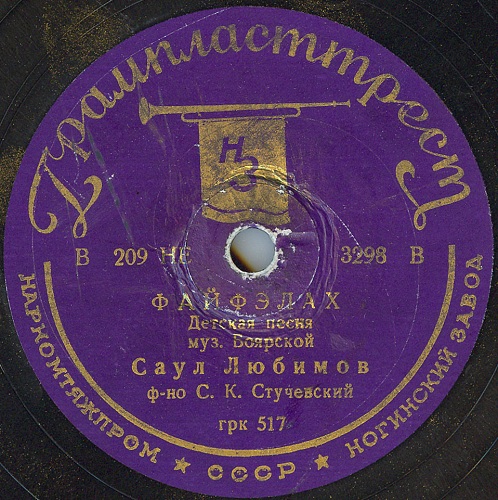 Грампласттрест
НЗ
В 209 НЕ 3298 В
ФАЙФЭЛАХ
Детская песня
муз. Боярской
Саул Любимов
ф-но С. К. Стучевский
грк 517
НАРКОМТЯЖПРОМ ★ СССР ★ НОГИНСКИЙ ЗАВОД